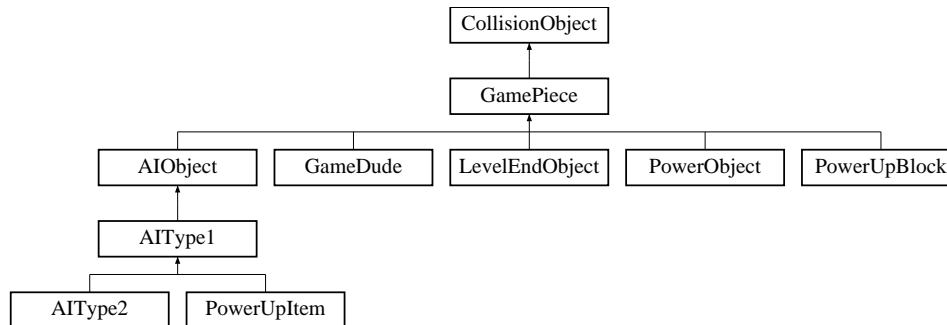 CollisionObject
GamePiece
AIObject GameDude LevelEndObject PowerObject PowerUpBlock
AIType1
AIType2 PowerUpItem